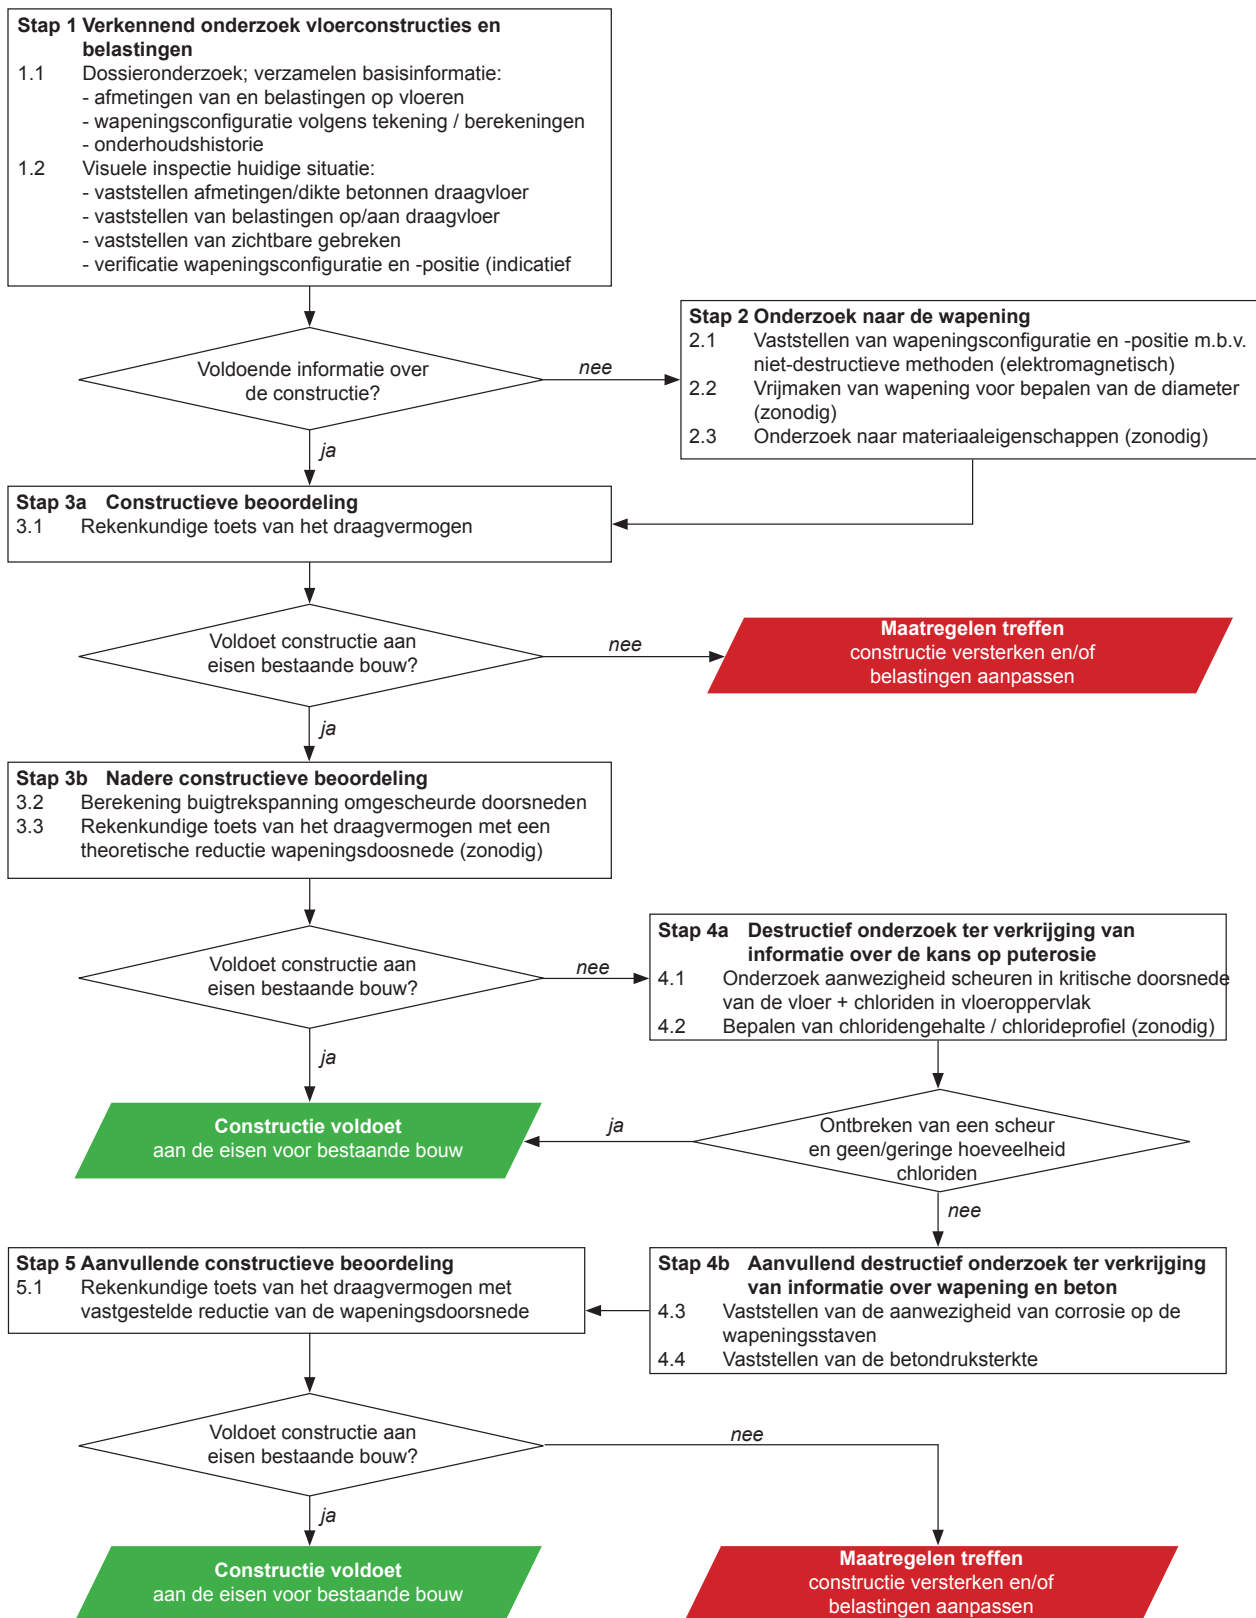 Stap 1 Verkennend onderzoek vloerconstructies en
belastingen
1.1 Dossieronderzoek; verzamelen basisinformatie:
- afmetingen van en belastingen op vloeren
- wapeningsconfiguratie volgens tekening / berekeningen
- onderhoudshistorie
1.2 Visuele inspectie huidige situatie:
- vaststellen afmetingen/dikte betonnen draagvloer
- vaststellen van belastingen op/aan draagvloer
- vaststellen van zichtbare gebreken
- verificatie wapeningsconfiguratie en -positie (indicatief
Voldoende informatie over
de constructie?
nee
ja
Stap 2 Onderzoek naar de wapening
2.1 Vaststellen van wapeningsconfiguratie en -positie m.b.v.
niet-destructieve methoden (elektromagnetisch)
2.2 Vrijmaken van wapening voor bepalen van de diameter
(zonodig)
2.3 Onderzoek naar materiaaleigenschappen (zonodig)
Stap 3a Constructieve beoordeling
3.1 Rekenkundige toets van het draagvermogen
Voldoet constructie aan
eisen bestaande bouw?
nee
ja
Maatregelen treffen
constructie versterken en/of
belastingen aanpassen
Stap 3b Nadere constructieve beoordeling
3.2 Berekening buigtrekspanning omgescheurde doorsneden
3.3 Rekenkundige toets van het draagvermogen met een
theoretische reductie wapeningsdoosnede (zonodig)
Voldoet constructie aan
eisen bestaande bouw?
nee
ja
Stap 4a Destructief onderzoek ter verkrijging van
informatie over de kans op puterosie
4.1 Onderzoek aanwezigheid scheuren in kritische doorsnede
van de vloer + chloriden in vloeroppervlak
4.2 Bepalen van chloridengehalte / chlorideprofiel (zonodig)
Constructie voldoet
aan de eisen voor bestaande bouw
ja
Ontbreken van een scheur
en geen/geringe hoeveelheid
chloriden
nee
Stap 5 Aanvullende constructieve beoordeling
5.1 Rekenkundige toets van het draagvermogen met
vastgestelde reductie van de wapeningsdoorsnede
Stap 4b Aanvullend destructief onderzoek ter verkrijging
van informatie over wapening en beton
4.3 Vaststellen van de aanwezigheid van corrosie op de
wapeningsstaven
4.4 Vaststellen van de betondruksterkte
Voldoet constructie aan
eisen bestaande bouw?
nee
ja
Constructie voldoet
aan de eisen voor bestaande bouw
Maatregelen treffen
constructie versterken en/of
belastingen aanpassen